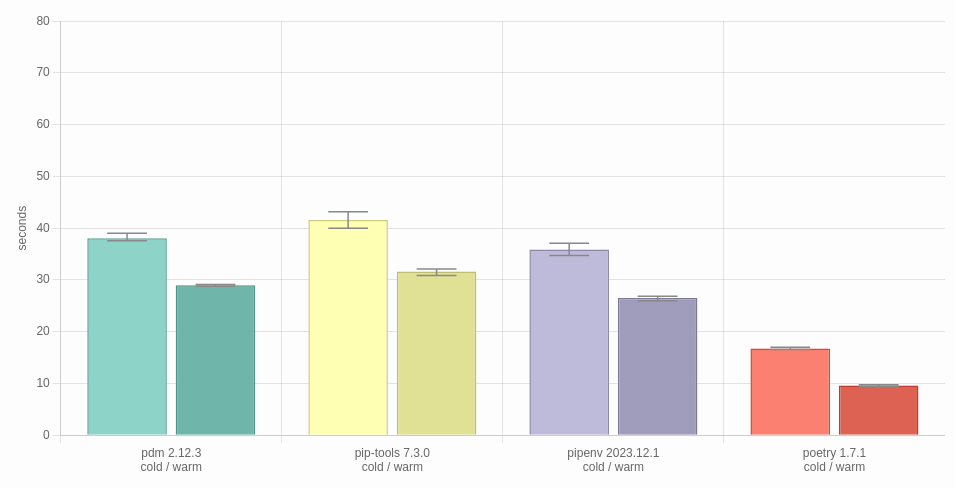 80
70
60
50
40
30
20
10
0
seconds
pdm 2.12.3
cold / warm
pip-tools 7.3.0
cold / warm
pipenv 2023.12.1
cold / warm
poetry 1.7.1
cold / warm